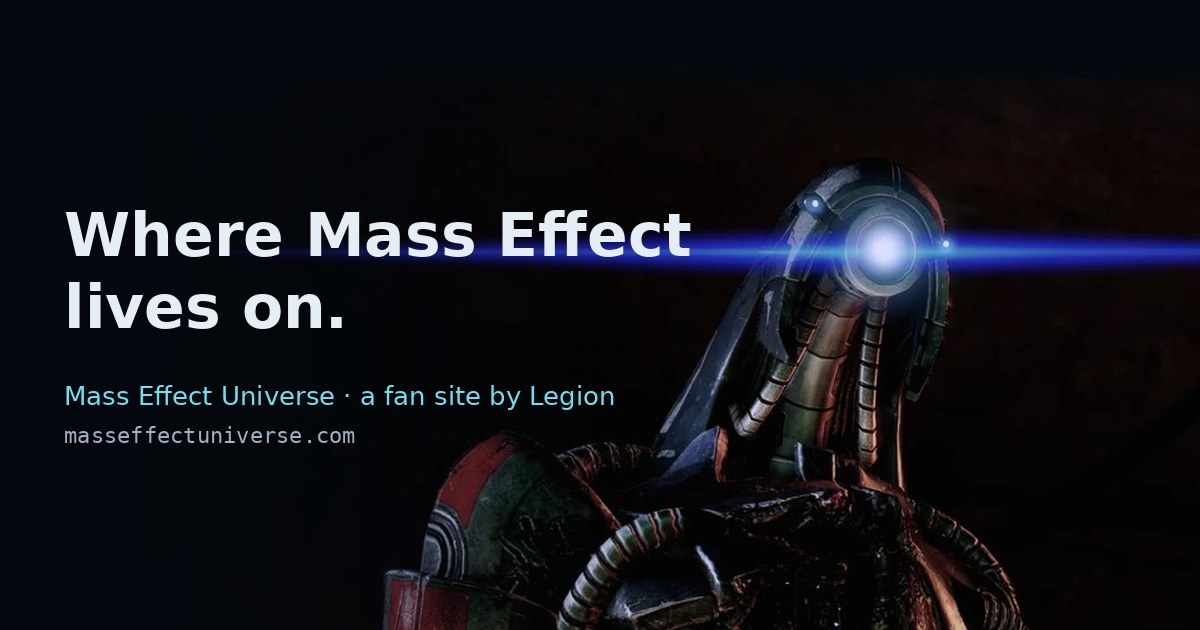 Where Mass Effect
lives on.
Mass Effect Universe · a fan site by Legion
masseffectuniverse.com